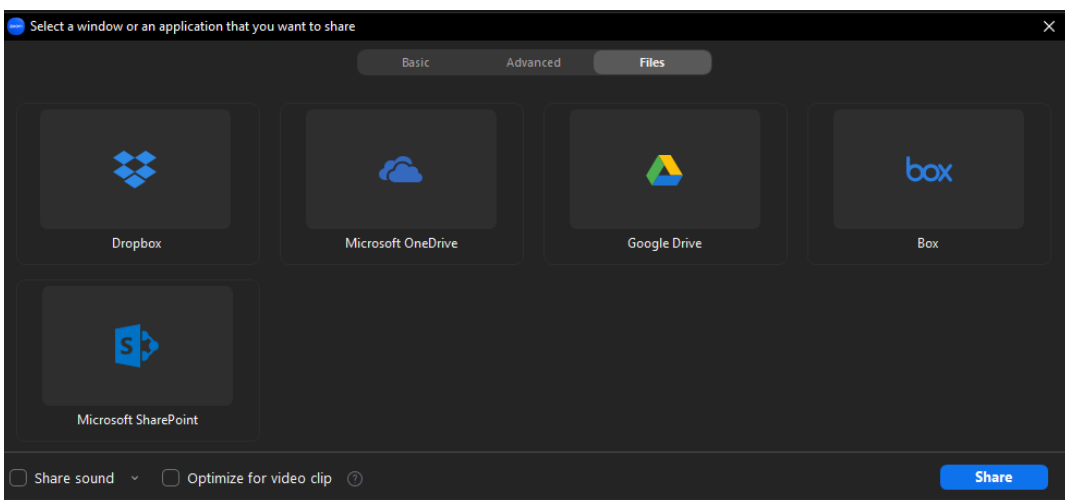 Select a window or an application that you want to share
Basic Advanced Files
Dropbox Microsoft OneDrive Google Drive box Box
S
Microsoft SharePoint
Share sound Optimize for video clip ? Share